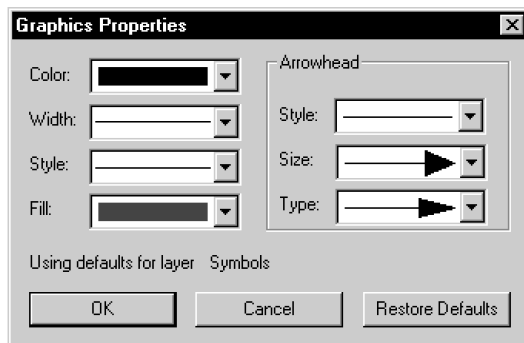 Graphics Properties
Color:
Width:
Style:
Fill:
Arrowhead
Style:
Size:
Type:
Using defaults for layer Symbols
OK
Cancel
Restore Defaults